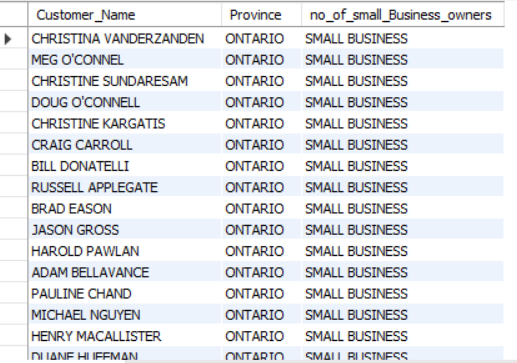 Customer_Name Province no_of_small_Business_owners
CHRISTINA VANDERZANDEN ONTARIO SMALL BUSINESS
MEG O'CONNEL ONTARIO SMALL BUSINESS
CHRISTINE SUNDARESAM ONTARIO SMALL BUSINESS
DOUG O'CONNELL ONTARIO SMALL BUSINESS
CHRISTINE KARGATIS ONTARIO SMALL BUSINESS
CRAIG CARROLL ONTARIO SMALL BUSINESS
BILL DONATELLI ONTARIO SMALL BUSINESS
RUSSELL APPLEGATE ONTARIO SMALL BUSINESS
BRAD EASON ONTARIO SMALL BUSINESS
JASON GROSS ONTARIO SMALL BUSINESS
HAROLD PAWLAN ONTARIO SMALL BUSINESS
ADAM BELLAVANCE ONTARIO SMALL BUSINESS
PAULINE CHAND ONTARIO SMALL BUSINESS
MICHAEL NGUYEN ONTARIO SMALL BUSINESS
HENRY MACALLISTER ONTARIO SMALL BUSINESS
DUANE HUFFMAN ONTARIO SMALL BUSINESS